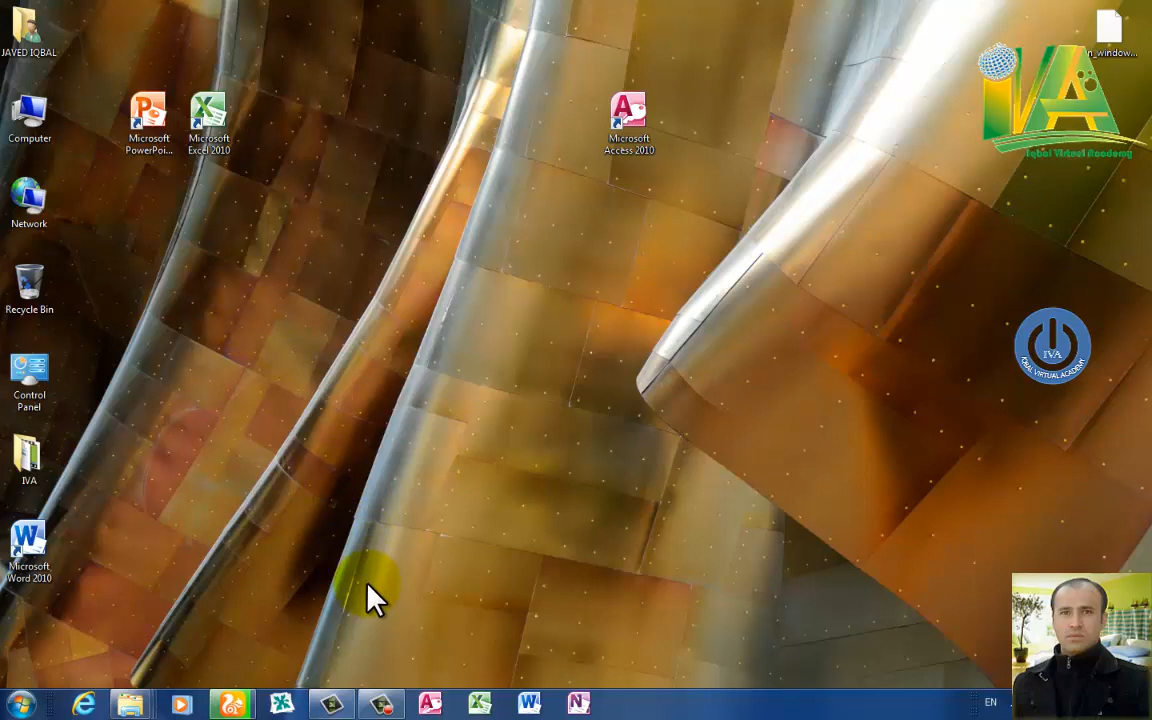 JAVED IQBAL
Computer
Network
Recycle Bin
Control
Panel
IVA
Microsoft
Word 2010
Microsoft
PowerPoi...
Microsoft
Excel 2010
Microsoft
Access 2010
n_window...
iVA
Iqbal Virtual Academy
IVA
IQBAL VIRTUAL ACADEMY
EN